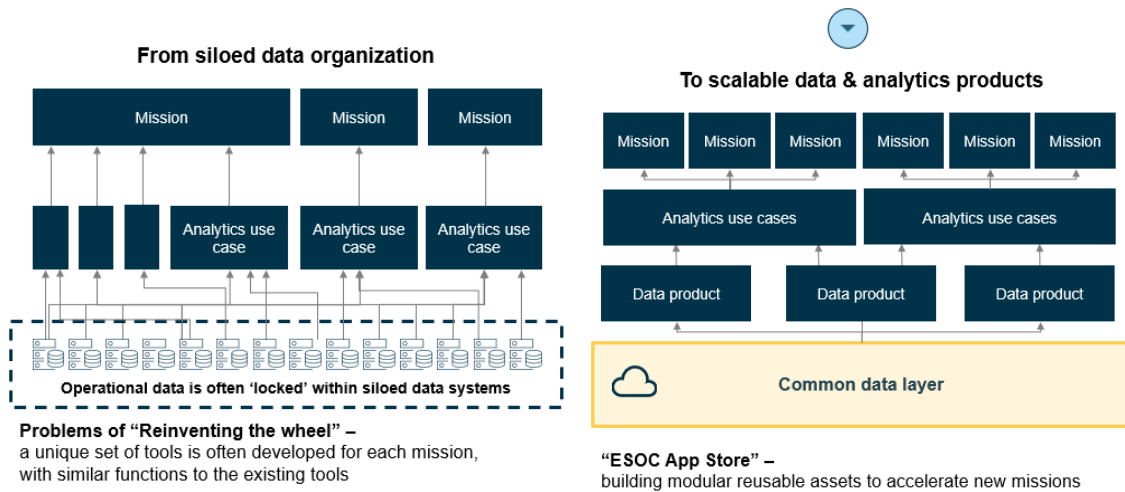 From siloed data organization
Mission
Mission
Mission
Analytics use
case
Analytics use
case
Analytics use
case
Operational data is often ‘locked’ within siloed data systems
Problems of “Reinventing the wheel” –
a unique set of tools is often developed for each mission,
with similar functions to the existing tools
To scalable data & analytics products
Mission
Mission
Mission
Mission
Mission
Mission
Analytics use cases
Analytics use cases
Data product
Data product
Data product
Common data layer
“ESOC App Store” –
building modular reusable assets to accelerate new missions